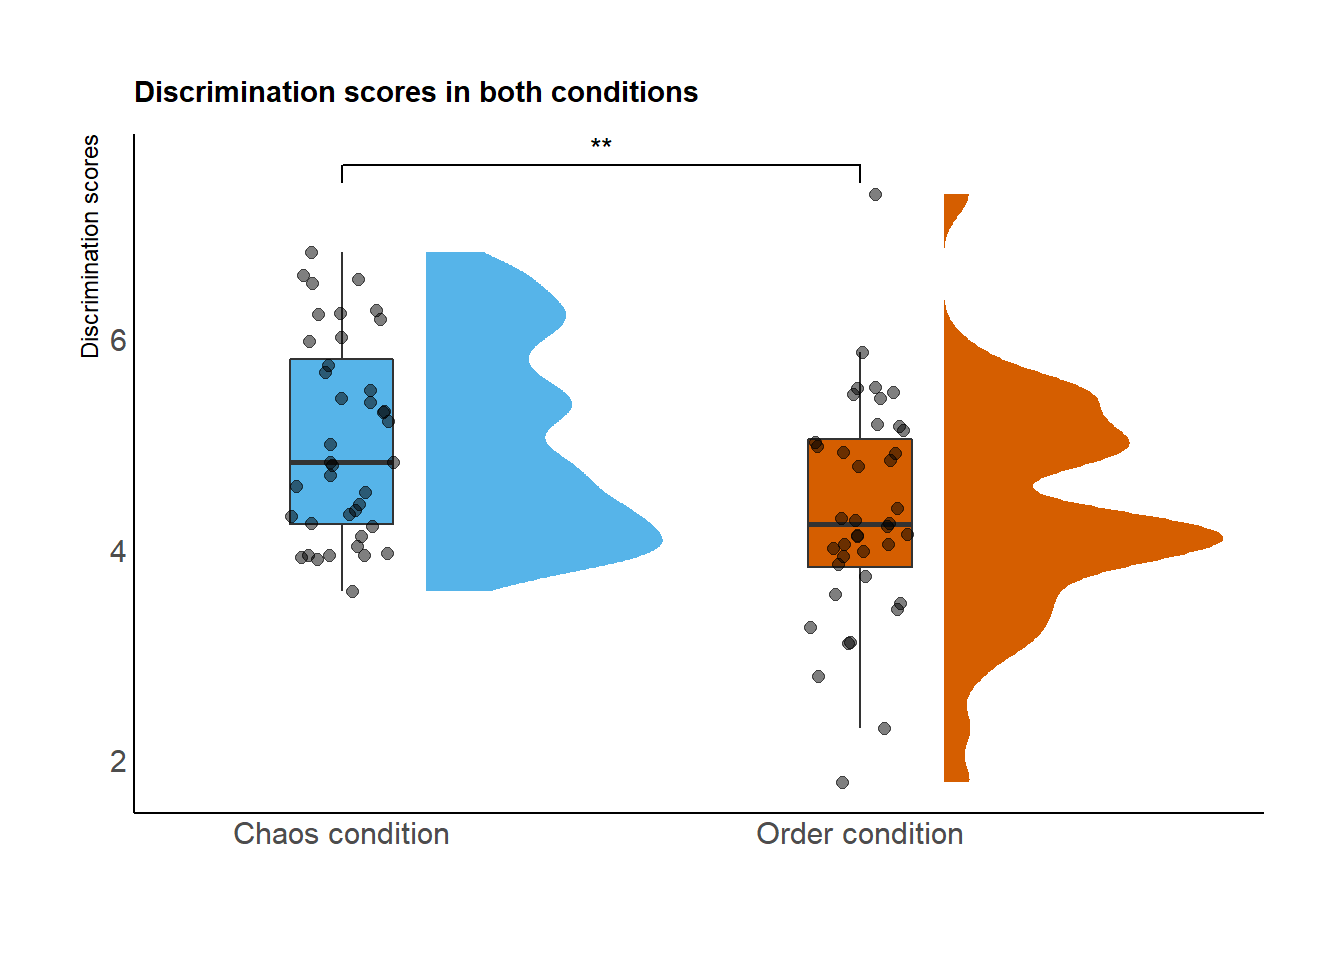 Discrimination scores in both conditions
**
Discrimination scores
6
4
2
Chaos condition
Order condition